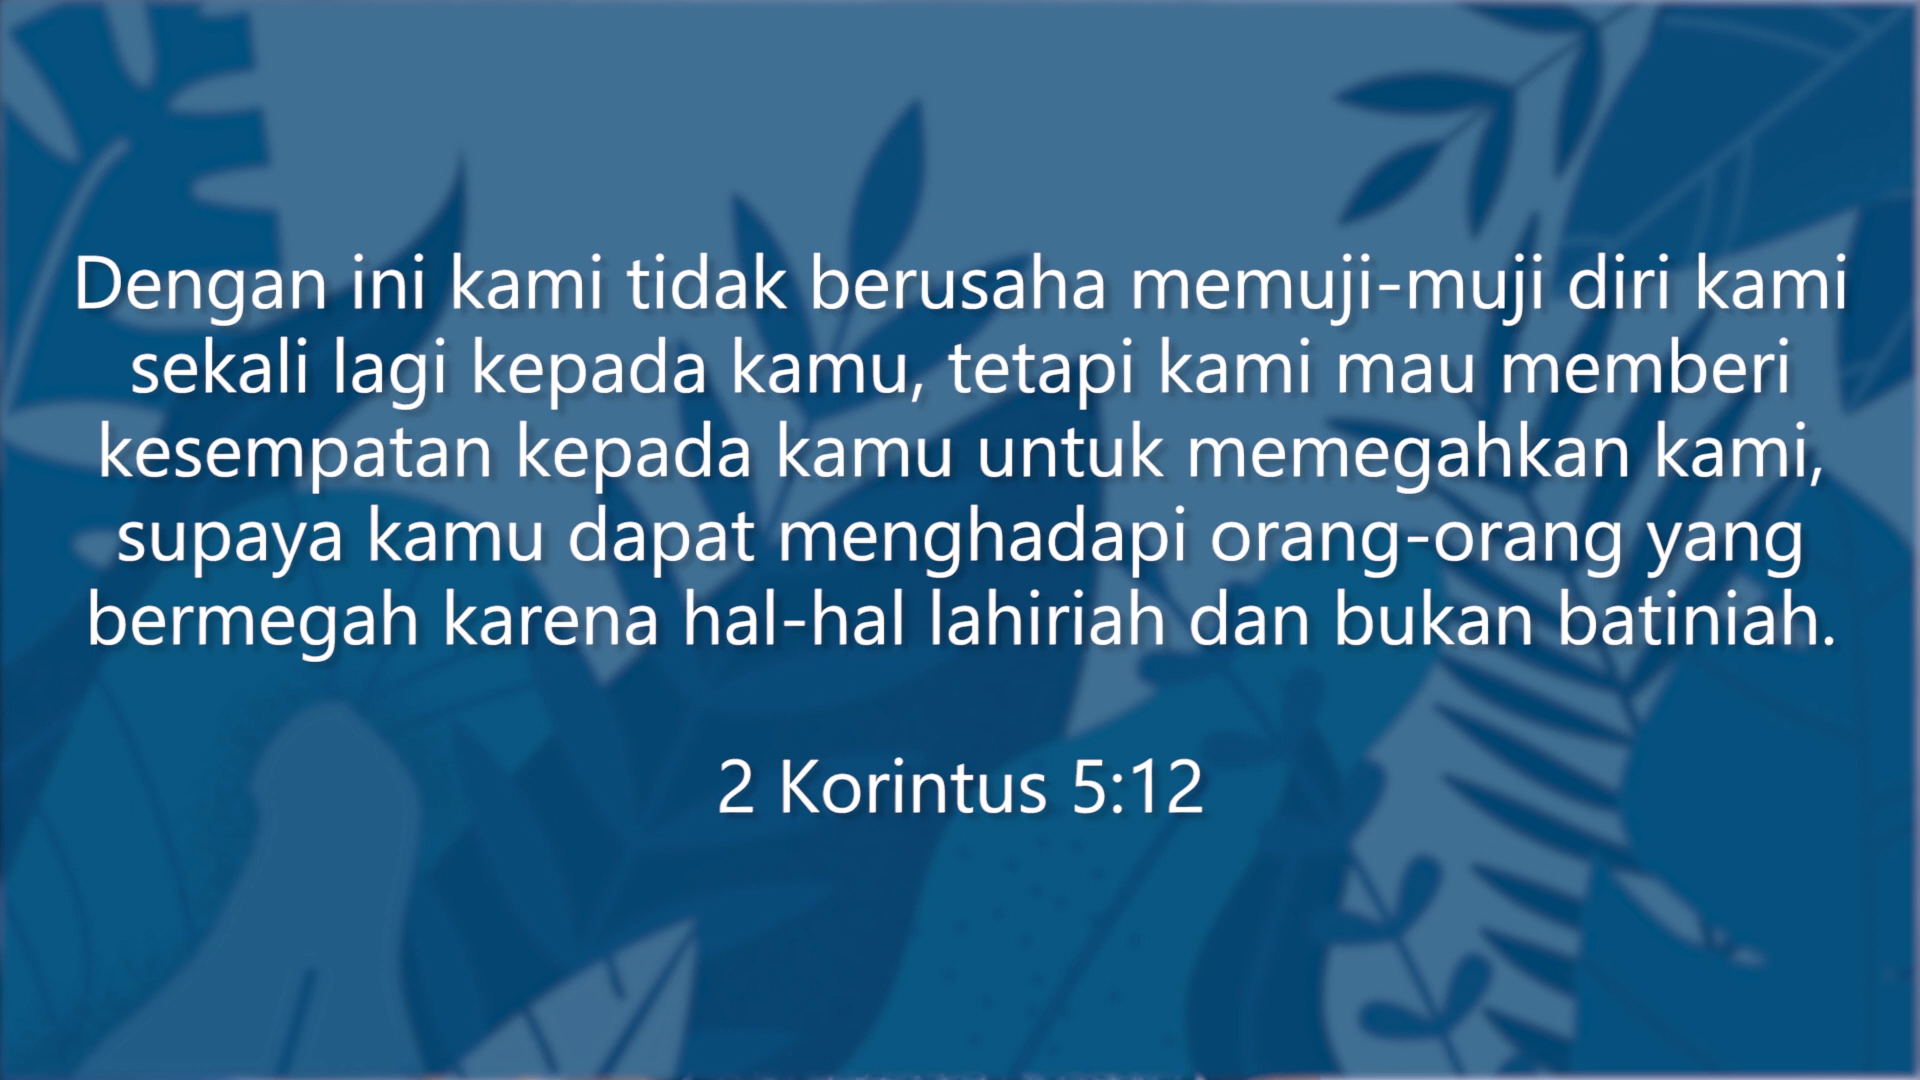 Dengan ini kami tidak berusaha memuji-muji diri kami
sekali lagi kepada kamu, tetapi kami mau memberi
kesempatan kepada kamu untuk memegahkan kami,
supaya kamu dapat menghadapi orang-orang yang
bermegah karena hal-hal lahiriah dan bukan batiniah.
2 Korintus 5:12